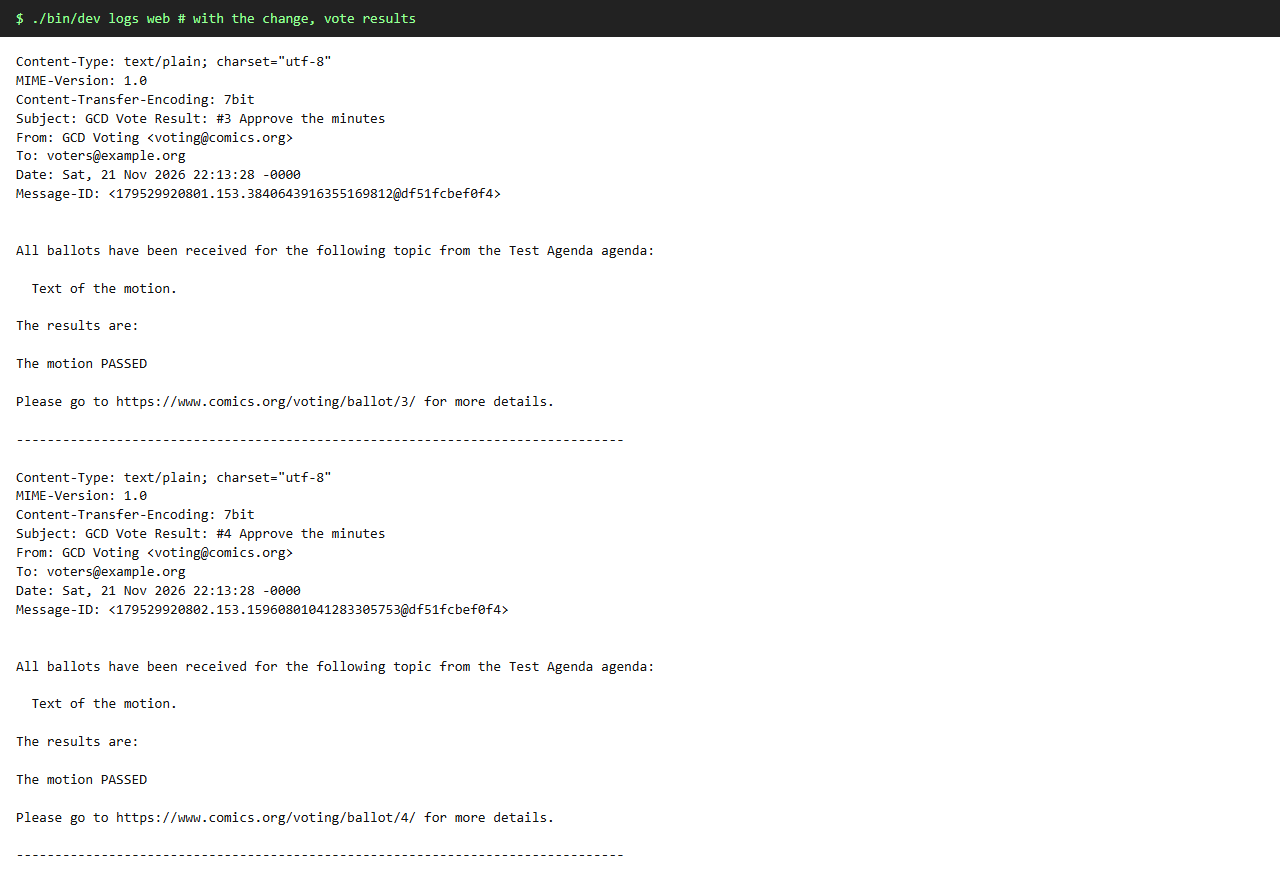 $ ./bin/dev logs web # with the change, vote results
Content-Type: text/plain; charset="utf-8"
MIME-Version: 1.0
Content-Transfer-Encoding: 7bit
Subject: GCD Vote Result: #3 Approve the minutes
From: GCD Voting <voting@comics.org>
To: voters@example.org
Date: Sat, 21 Nov 2026 22:13:28 -0000
Message-ID: <179529920801.153.3840643916355169812@df51fcbef0f4>
All ballots have been received for the following topic from the Test Agenda agenda:
Text of the motion.
The results are:
The motion PASSED
Please go to https://www.comics.org/voting/ballot/3/ for more details.
-------------------------------------------------------------------------------
Content-Type: text/plain; charset="utf-8"
MIME-Version: 1.0
Content-Transfer-Encoding: 7bit
Subject: GCD Vote Result: #4 Approve the minutes
From: GCD Voting <voting@comics.org>
To: voters@example.org
Date: Sat, 21 Nov 2026 22:13:28 -0000
Message-ID: <179529920802.153.15960801041283305753@df51fcbef0f4>
All ballots have been received for the following topic from the Test Agenda agenda:
Text of the motion.
The results are:
The motion PASSED
Please go to https://www.comics.org/voting/ballot/4/ for more details.
-------------------------------------------------------------------------------